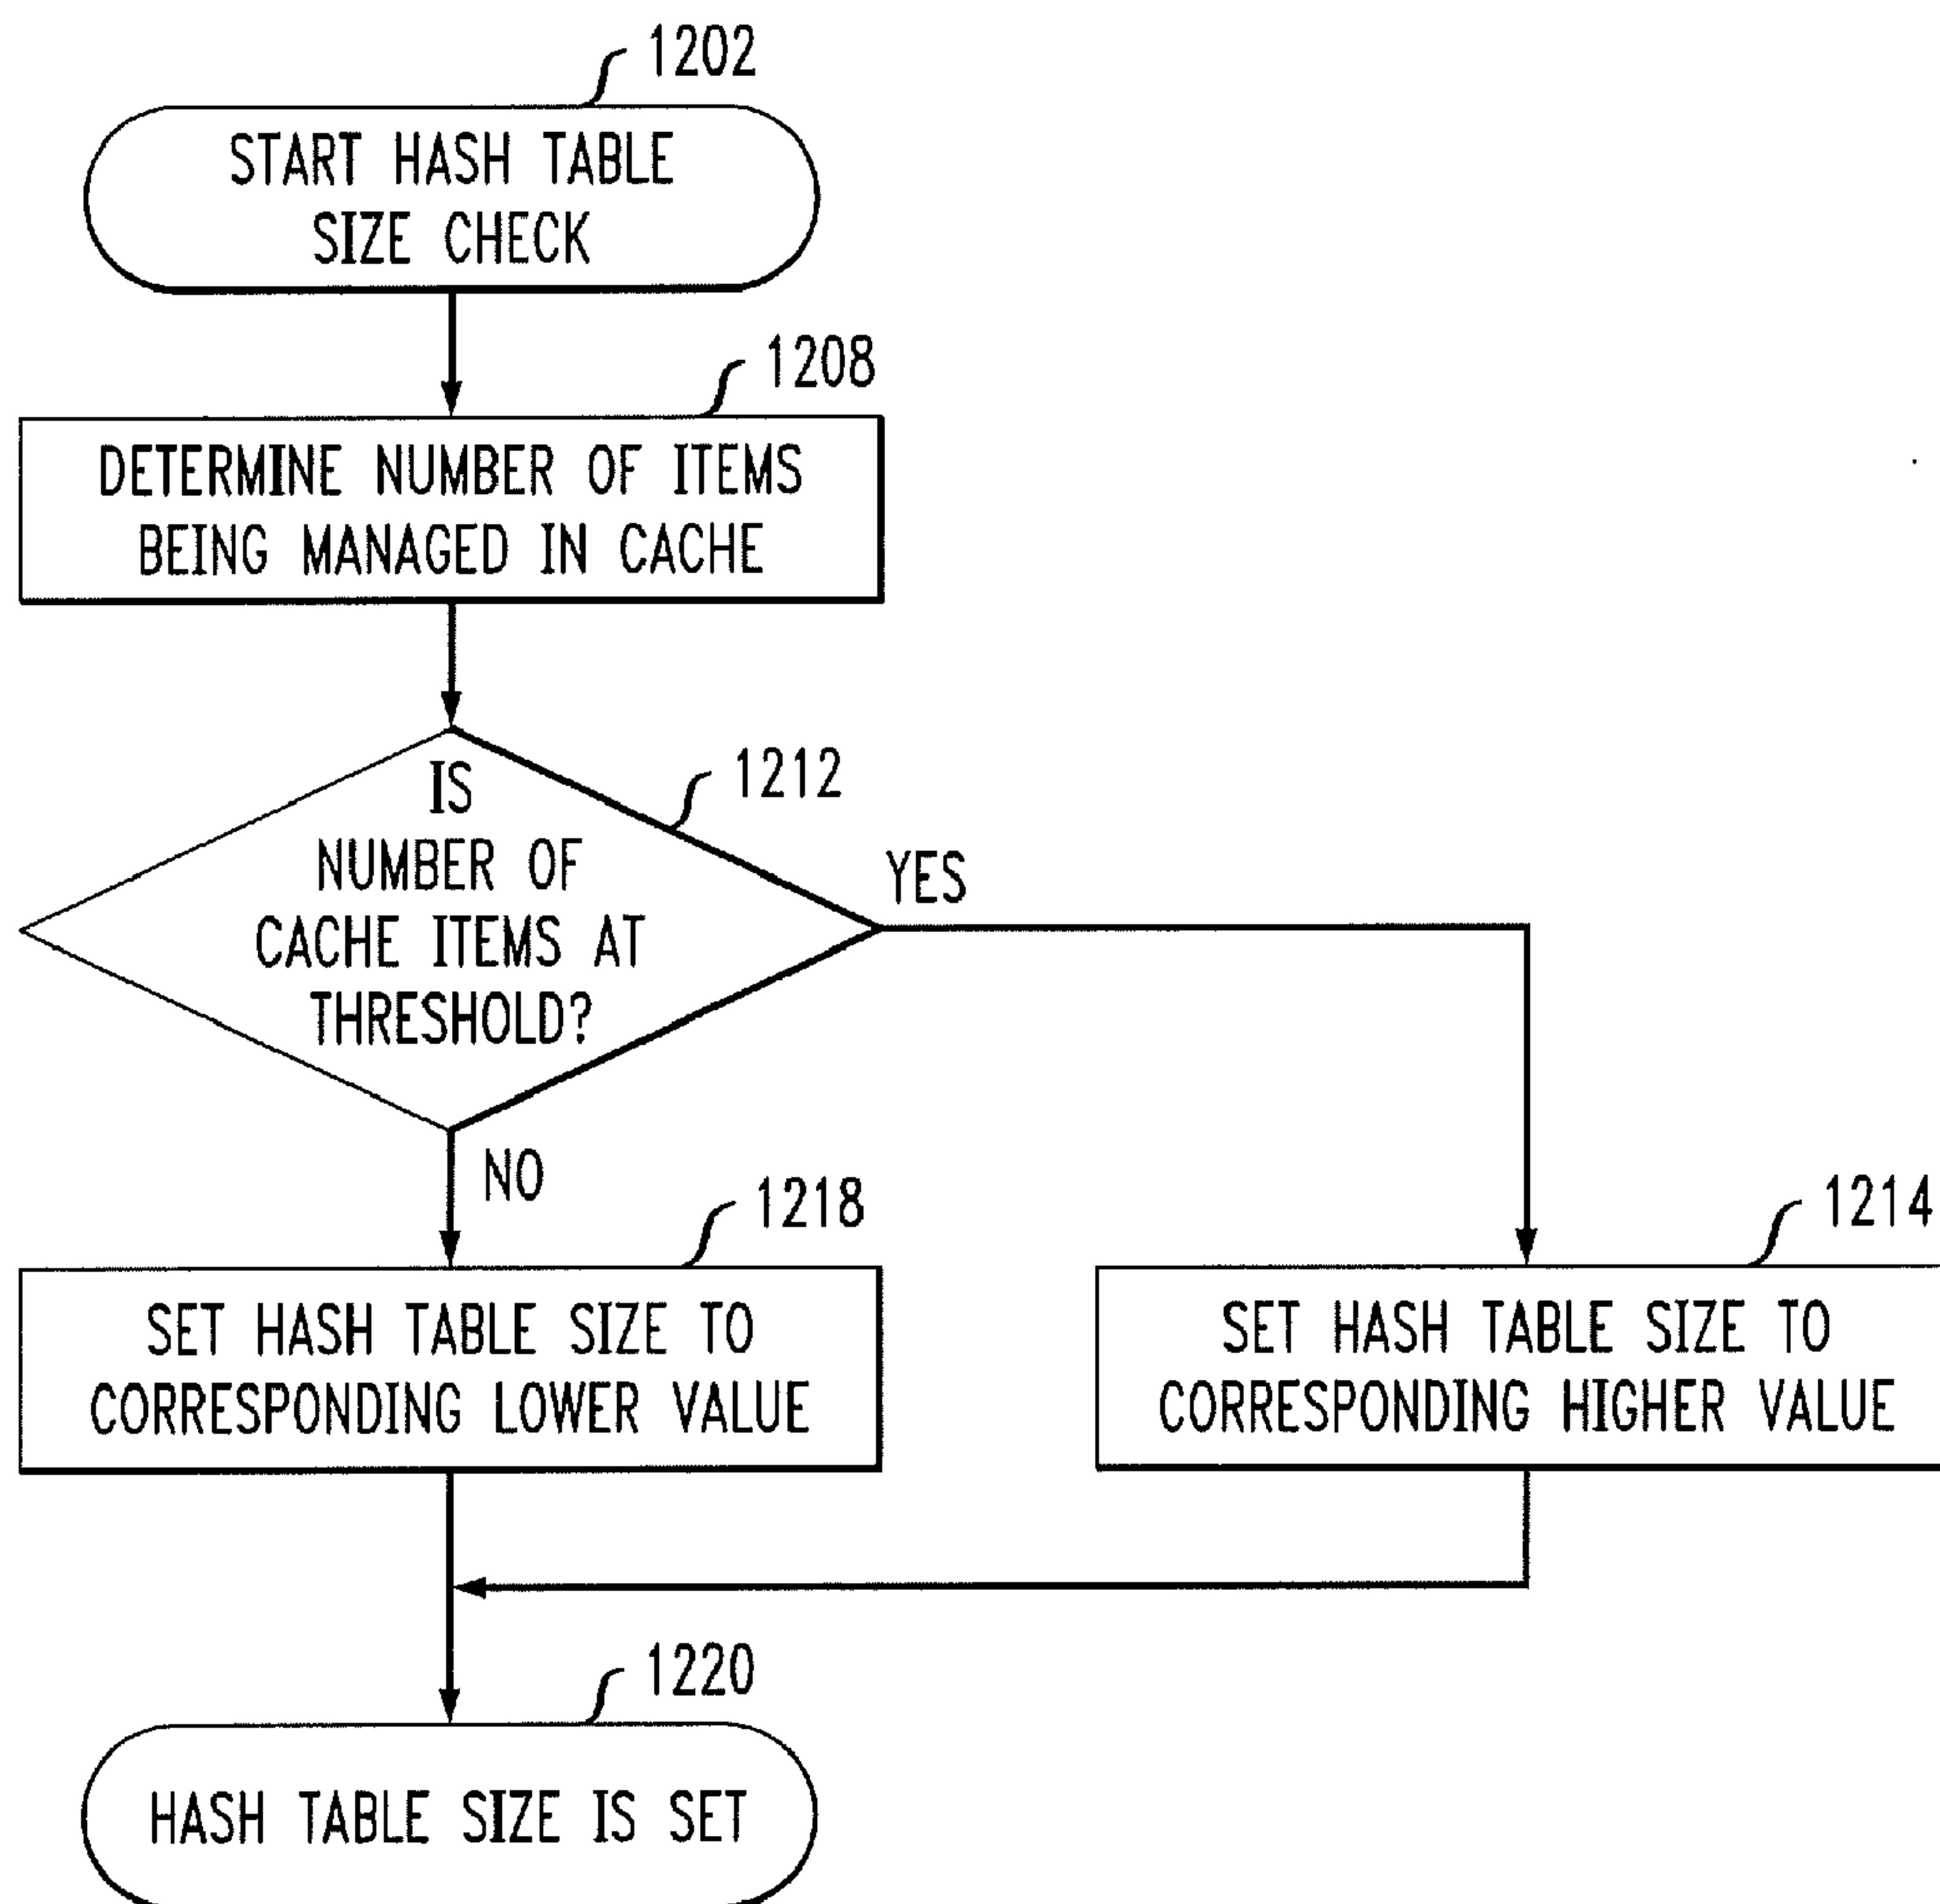 1202
START HASH TABLE
SIZE CHECK
1208
DETERMINE NUMBER OF ITEMS
BEING MANAGED IN CACHE
1212
IS
NUMBER OF
CACHE ITEMS AT
THRESHOLD?
YES
NO
1218
SET HASH TABLE SIZE TO
CORRESPONDING LOWER VALUE
1214
SET HASH TABLE SIZE TO
CORRESPONDING HIGHER VALUE
1220
HASH TABLE SIZE IS SET